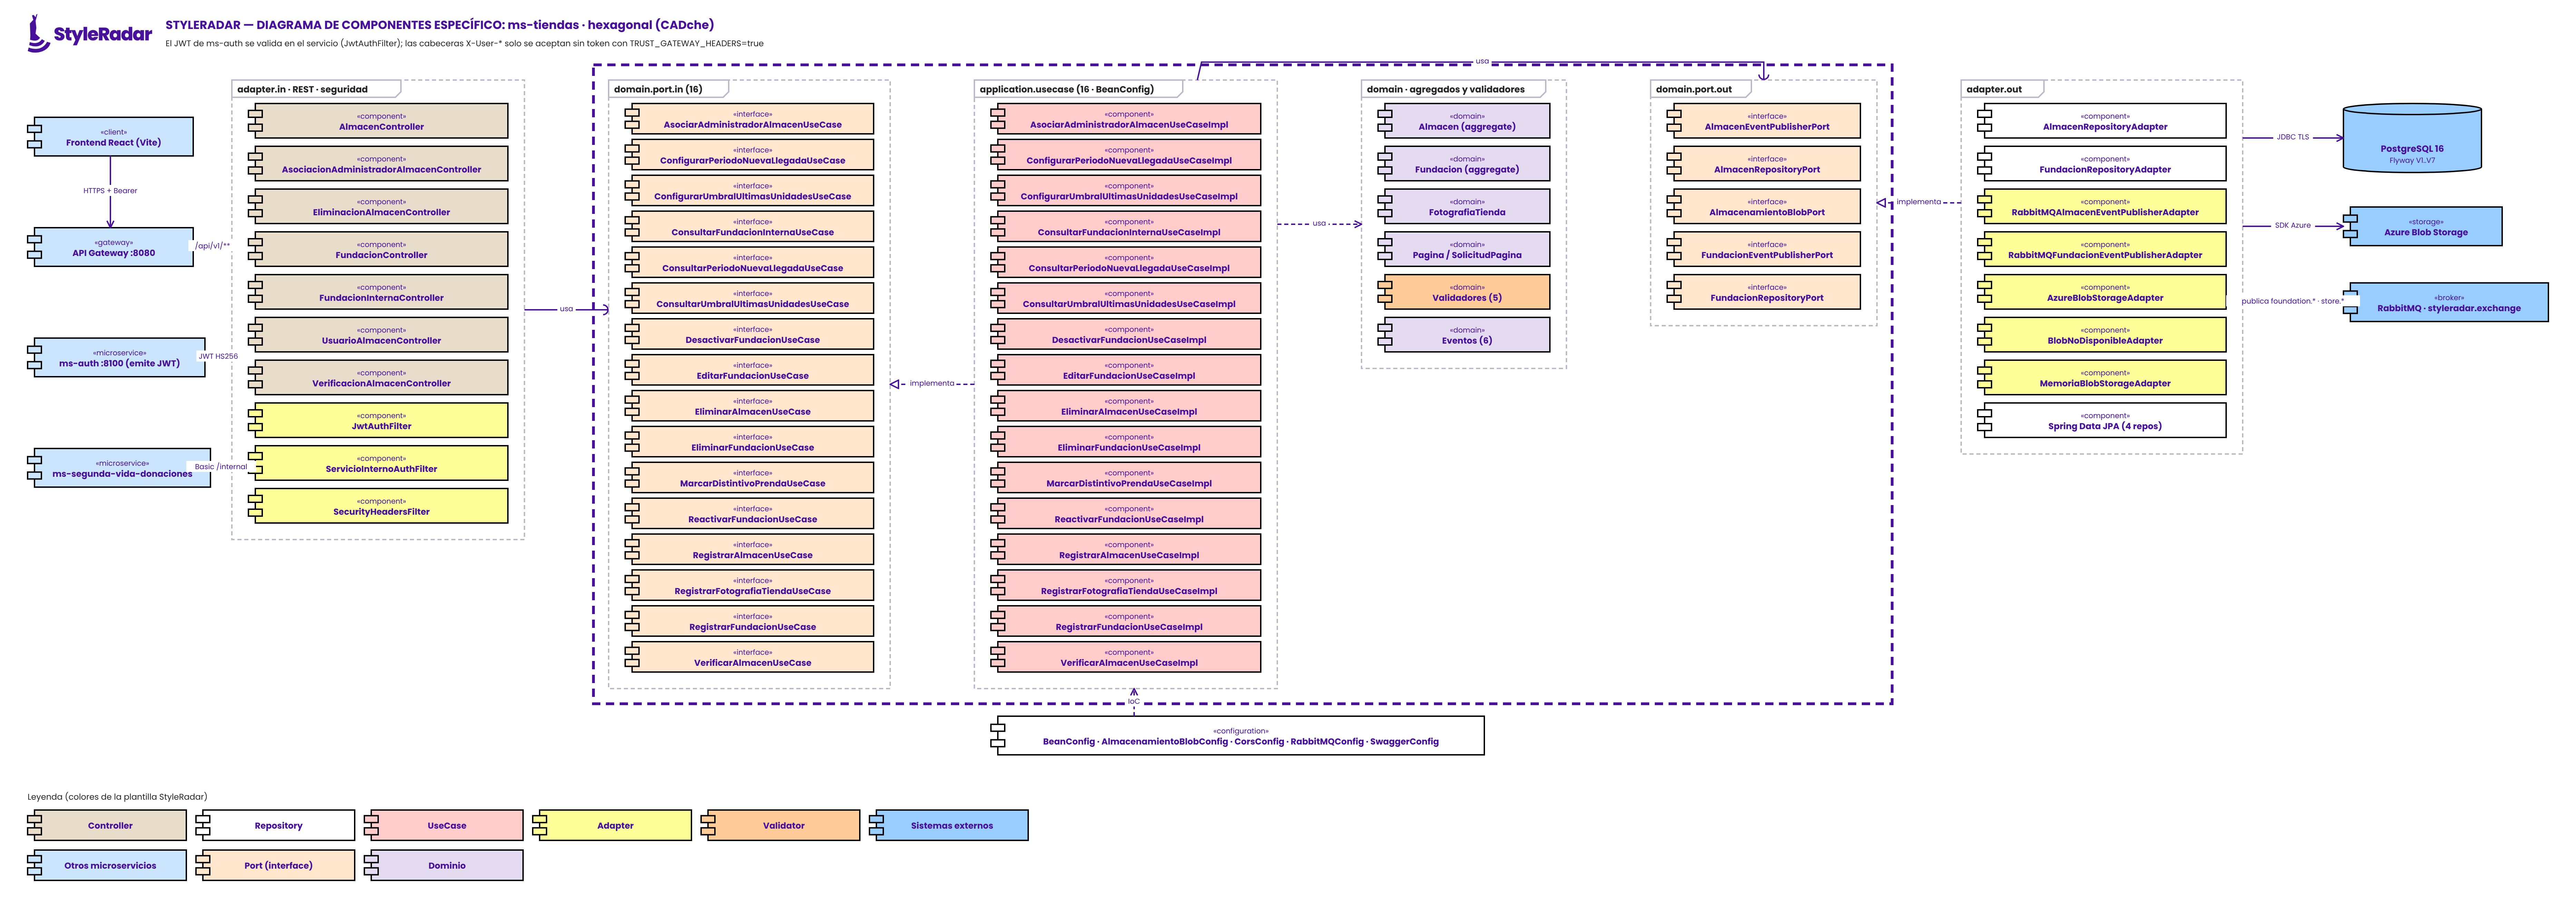 StyleRadar
STYLERADAR — DIAGRAMA DE COMPONENTES ESPECÍFICO: ms-tiendas · hexagonal (CADche)
El JWT de ms-auth se valida en el servicio (JwtAuthFilter); las cabeceras X-User-* solo se aceptan sin token con TRUST_GATEWAY_HEADERS=true
«client»
Frontend React (Vite)
HTTPS + Bearer
«gateway»
API Gateway :8080
/api/v1/**
«microservice»
ms-auth :8100 (emite JWT)
JWT HS256
«microservice»
ms-segunda-vida-donaciones
Basic /internal
adapter.in · REST · seguridad
«component»
AlmacenController
«component»
AsociacionAdministradorAlmacenController
«component»
EliminacionAlmacenController
«component»
FundacionController
«component»
FundacionInternaController
«component»
UsuarioAlmacenController
«component»
VerificacionAlmacenController
«component»
JwtAuthFilter
«component»
ServicioInternoAuthFilter
«component»
SecurityHeadersFilter
usa
domain.port.in (16)
«interface»
AsociarAdministradorAlmacenUseCase
«interface»
ConfigurarPeriodoNuevaLlegadaUseCase
«interface»
ConfigurarUmbralUltimasUnidadesUseCase
«interface»
ConsultarFundacionInternaUseCase
«interface»
ConsultarPeriodoNuevaLlegadaUseCase
«interface»
ConsultarUmbralUltimasUnidadesUseCase
«interface»
DesactivarFundacionUseCase
«interface»
EditarFundacionUseCase
«interface»
EliminarAlmacenUseCase
«interface»
EliminarFundacionUseCase
«interface»
MarcarDistintivoPrendaUseCase
«interface»
ReactivarFundacionUseCase
«interface»
RegistrarAlmacenUseCase
«interface»
RegistrarFotografiaTiendaUseCase
«interface»
RegistrarFundacionUseCase
«interface»
VerificarAlmacenUseCase
implementa
application.usecase (16 · BeanConfig)
«component»
AsociarAdministradorAlmacenUseCaseImpl
«component»
ConfigurarPeriodoNuevaLlegadaUseCaseImpl
«component»
ConfigurarUmbralUltimasUnidadesUseCaseImpl
«component»
ConsultarFundacionInternaUseCaseImpl
«component»
ConsultarPeriodoNuevaLlegadaUseCaseImpl
«component»
ConsultarUmbralUltimasUnidadesUseCaseImpl
«component»
DesactivarFundacionUseCaseImpl
«component»
EditarFundacionUseCaseImpl
«component»
EliminarAlmacenUseCaseImpl
«component»
EliminarFundacionUseCaseImpl
«component»
MarcarDistintivoPrendaUseCaseImpl
«component»
ReactivarFundacionUseCaseImpl
«component»
RegistrarAlmacenUseCaseImpl
«component»
RegistrarFotografiaTiendaUseCaseImpl
«component»
RegistrarFundacionUseCaseImpl
«component»
VerificarAlmacenUseCaseImpl
usa
usa
domain · agregados y validadores
«domain»
Almacen (aggregate)
«domain»
Fundacion (aggregate)
«domain»
FotografiaTienda
«domain»
Pagina / SolicitudPagina
«domain»
Validadores (5)
«domain»
Eventos (6)
domain.port.out
«interface»
AlmacenEventPublisherPort
«interface»
AlmacenRepositoryPort
«interface»
AlmacenamientoBlobPort
«interface»
FundacionEventPublisherPort
«interface»
FundacionRepositoryPort
implementa
adapter.out
«component»
AlmacenRepositoryAdapter
«component»
FundacionRepositoryAdapter
«component»
RabbitMQAlmacenEventPublisherAdapter
«component»
RabbitMQFundacionEventPublisherAdapter
«component»
AzureBlobStorageAdapter
«component»
BlobNoDisponibleAdapter
«component»
MemoriaBlobStorageAdapter
«component»
Spring Data JPA (4 repos)
JDBC TLS
PostgreSQL 16
Flyway V1..V7
SDK Azure
«storage»
Azure Blob Storage
publica foundation.* · store.*
«broker»
RabbitMQ · styleradar.exchange
IoC
«configuration»
BeanConfig · AlmacenamientoBlobConfig · CorsConfig · RabbitMQConfig · SwaggerConfig
Leyenda (colores de la plantilla StyleRadar)
Controller
Repository
UseCase
Adapter
Validator
Sistemas externos
Otros microservicios
Port (interface)
Dominio